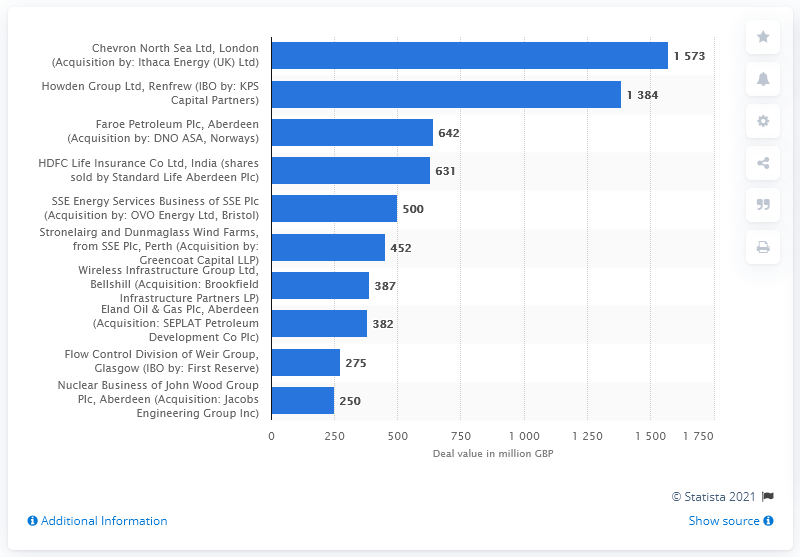 Chevron North Sea Ltd, London
(Acquisition by: Ithaca Energy (UK) Ltd)
1 573
Howden Group Ltd, Renfrew (IBO by: KPS
Capital Partners)
1 384
Faroe Petroleum Plc, Aberdeen
(Acquisition by: DNO ASA, Norways)
642
HDFC Life Insurance Co Ltd, India (shares
sold by Standard Life Aberdeen Plc)
631
SSE Energy Services Business of SSE Plc
(Acquisition by: OVO Energy Ltd, Bristol)
500
Stronelairg and Dunmaglass Wind Farms,
from SSE Plc, Perth (Acquisition by:
Greencoat Capital LLP)
452
Wireless Infrastructure Group Ltd,
Bellshill (Acquisition: Brookfield
Infrastructure Partners LP)
387
Eland Oil & Gas Plc, Aberdeen
(Acquisition: SEPLAT Petroleum
Development Co Plc)
382
Flow Control Division of Weir Group,
Glasgow (IBO by: First Reserve)
275
Nuclear Business of John Wood Group
Plc, Aberdeen (Acquisition: Jacobs
Engineering Group Inc)
250
0 250 500 750 1 000 1 250 1 500 1 750
Deal value in million GBP
© Statista 2021
Additional Information
Show source